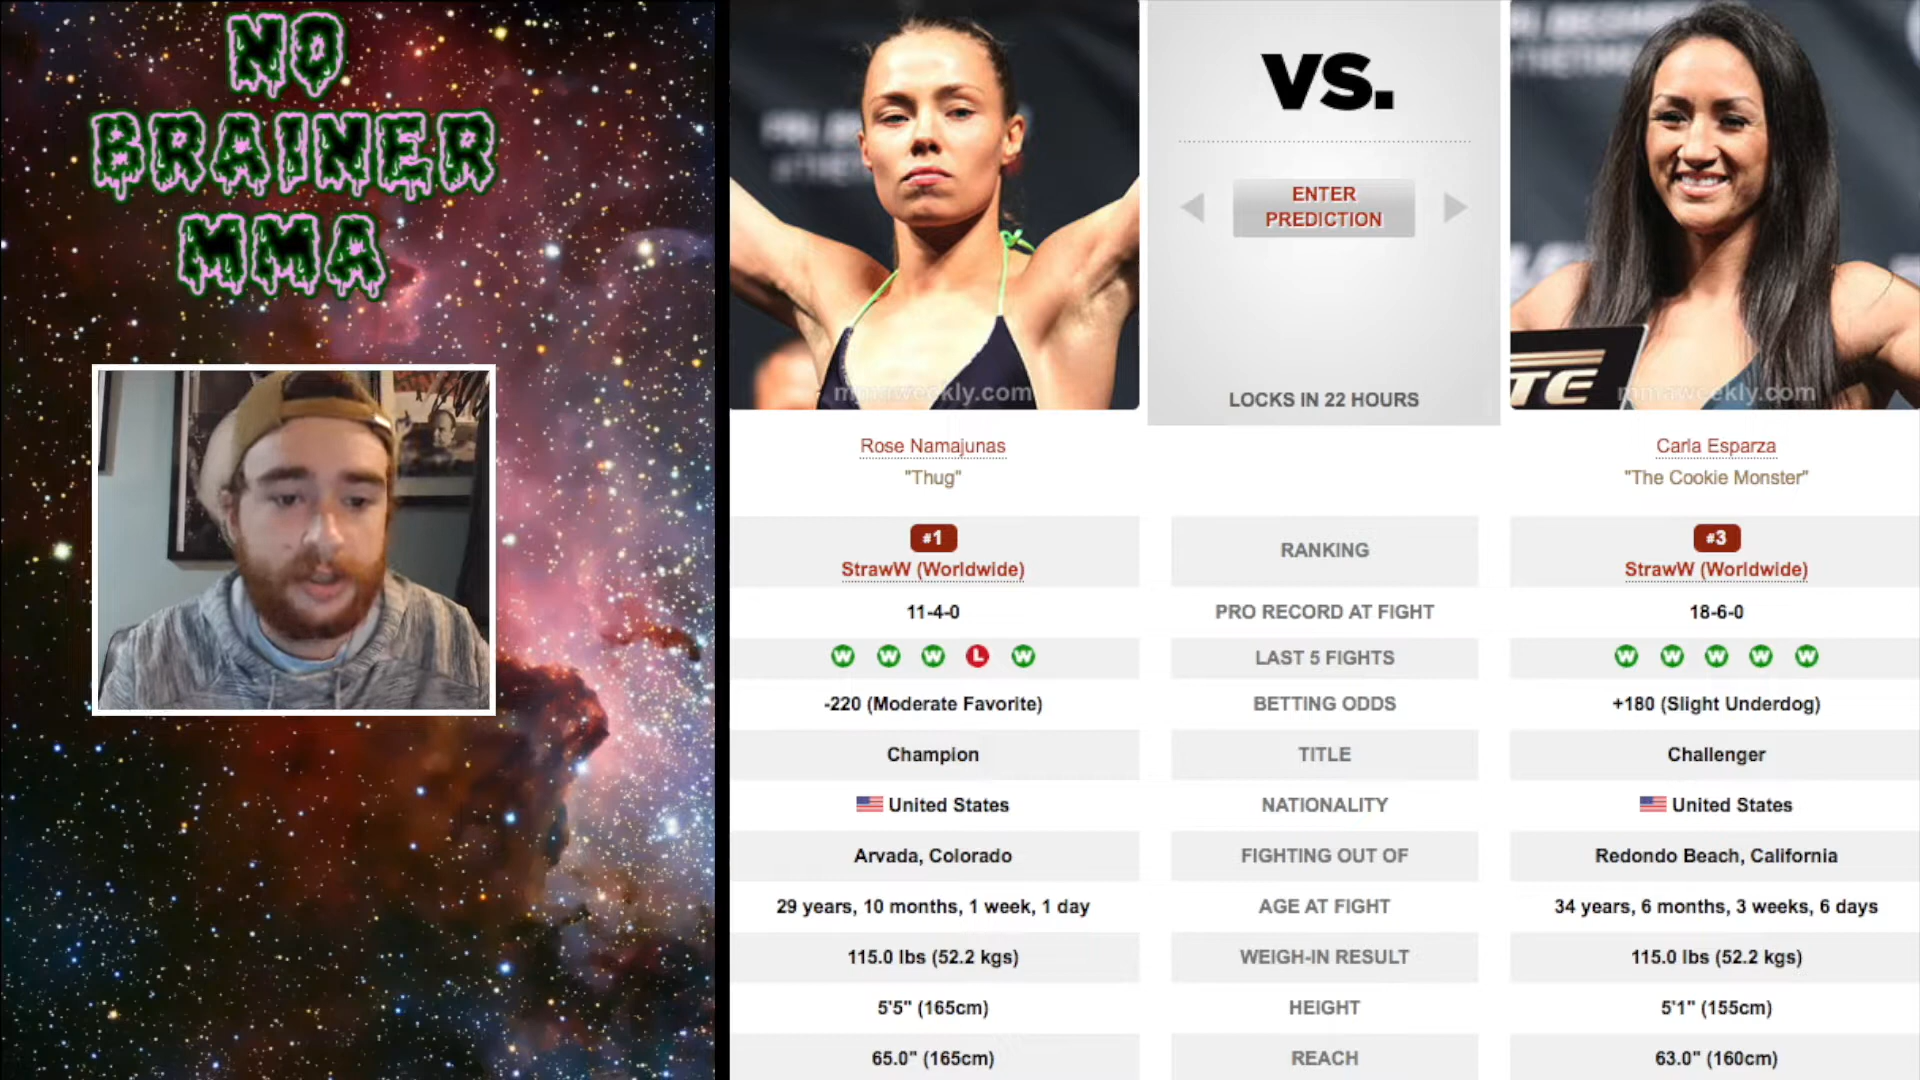 NO
BRAINER
MMA
mmaweekly.com
VS.
ENTER
PREDICTION
LOCKS IN 22 HOURS
TE
mmaweekly.com
Rose Namajunas
"Thug"
Carla Esparza
"The Cookie Monster"
#1
StrawW (Worldwide)
RANKING
#3
StrawW (Worldwide)
11-4-0
PRO RECORD AT FIGHT
18-6-0
W W W L W
LAST 5 FIGHTS
W W W W W
-220 (Moderate Favorite)
BETTING ODDS
+180 (Slight Underdog)
Champion
TITLE
Challenger
United States
NATIONALITY
United States
Arvada, Colorado
FIGHTING OUT OF
Redondo Beach, California
29 years, 10 months, 1 week, 1 day
AGE AT FIGHT
34 years, 6 months, 3 weeks, 6 days
115.0 lbs (52.2 kgs)
WEIGH-IN RESULT
115.0 lbs (52.2 kgs)
5'5" (165cm)
HEIGHT
5'1" (155cm)
65.0" (165cm)
REACH
63.0" (160cm)